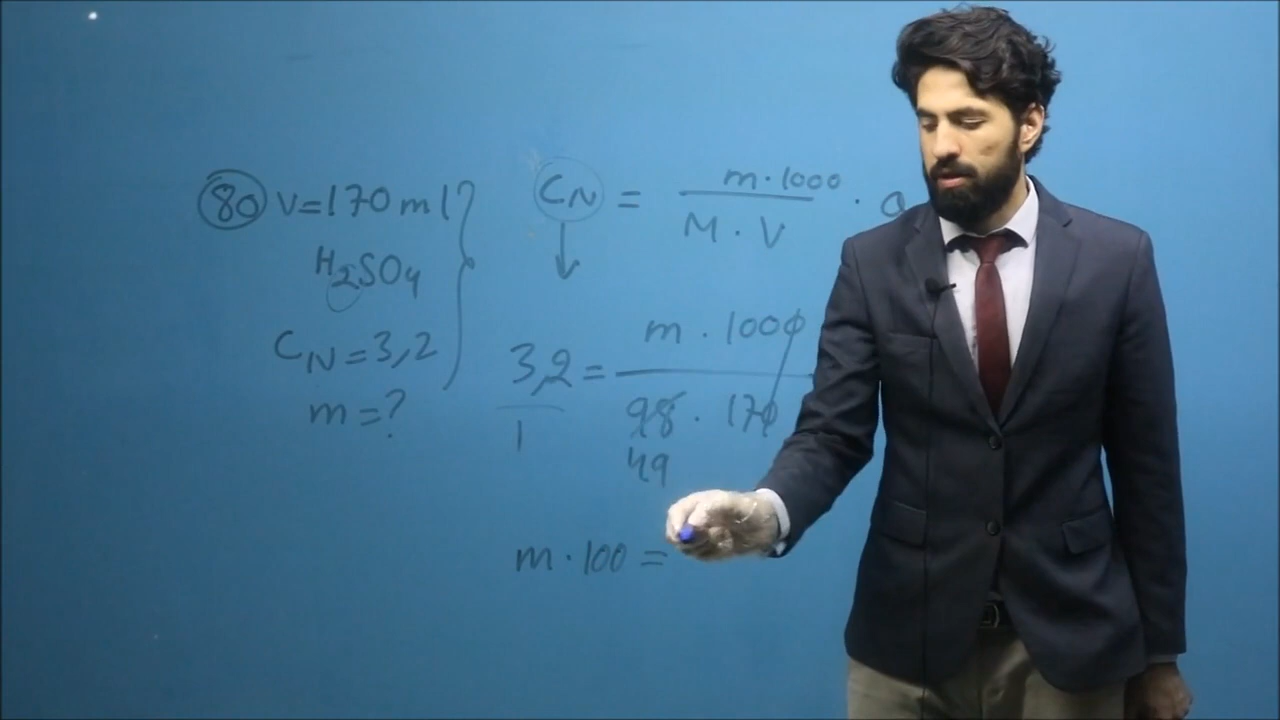 80 V=170 ml
H2SO4
CN=3,2
m=?
CN = m·1000 / M·V · a
3,2 / 1 = m·1000 / 98·170
49
m·100 =